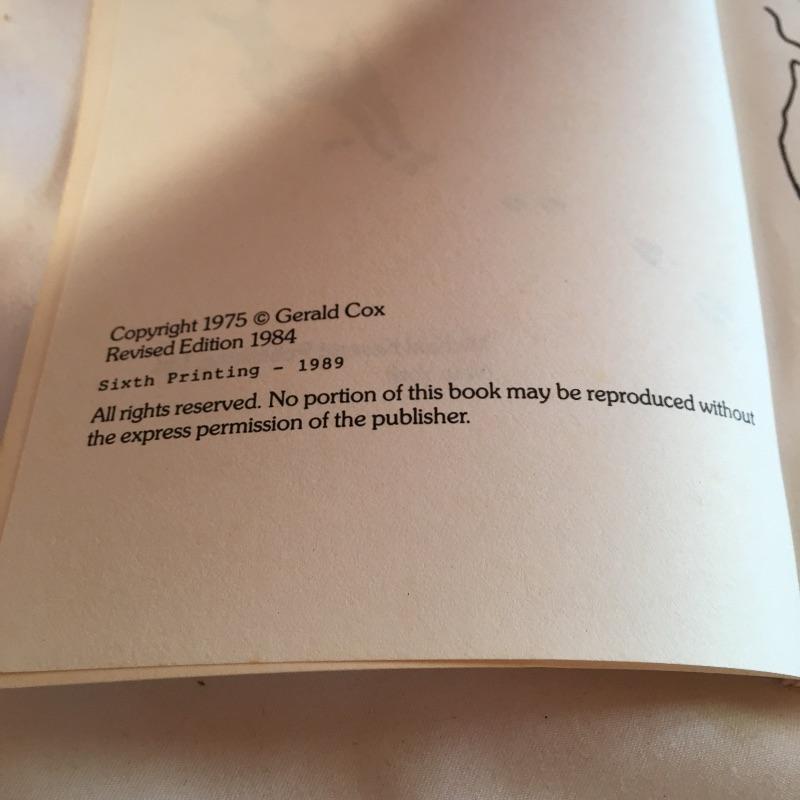 Copyright 1975 © Gerald Cox
Revised Edition 1984
Sixth Printing - 1989
All rights reserved. No portion of this book may be reproduced without
the express permission of the publisher.